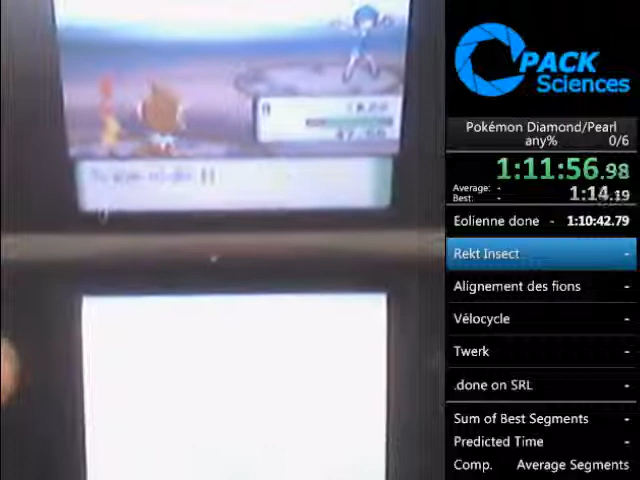 PACK
Sciences
Pokémon Diamond/Pearl
any% 0/6
1:11:56.98
Average: -
Best: - 1:14.19
Eolienne done - 1:10:42.79
Rekt Insect -
Alignement des fions -
Vélocycle -
Twerk -
.done on SRL -
Sum of Best Segments -
Predicted Time -
Comp. Average Segments